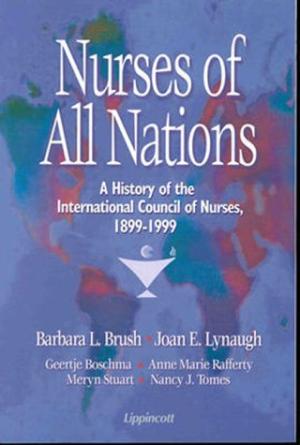 Nurses of
All Nations
A History of the
International Council of Nurses,
1899-1999
Barbara L. Brush • Joan E. Lynaugh
Geertje Boschma • Anne Marie Rafferty
Meryn Stuart • Nancy J. Tomes
Lippincott